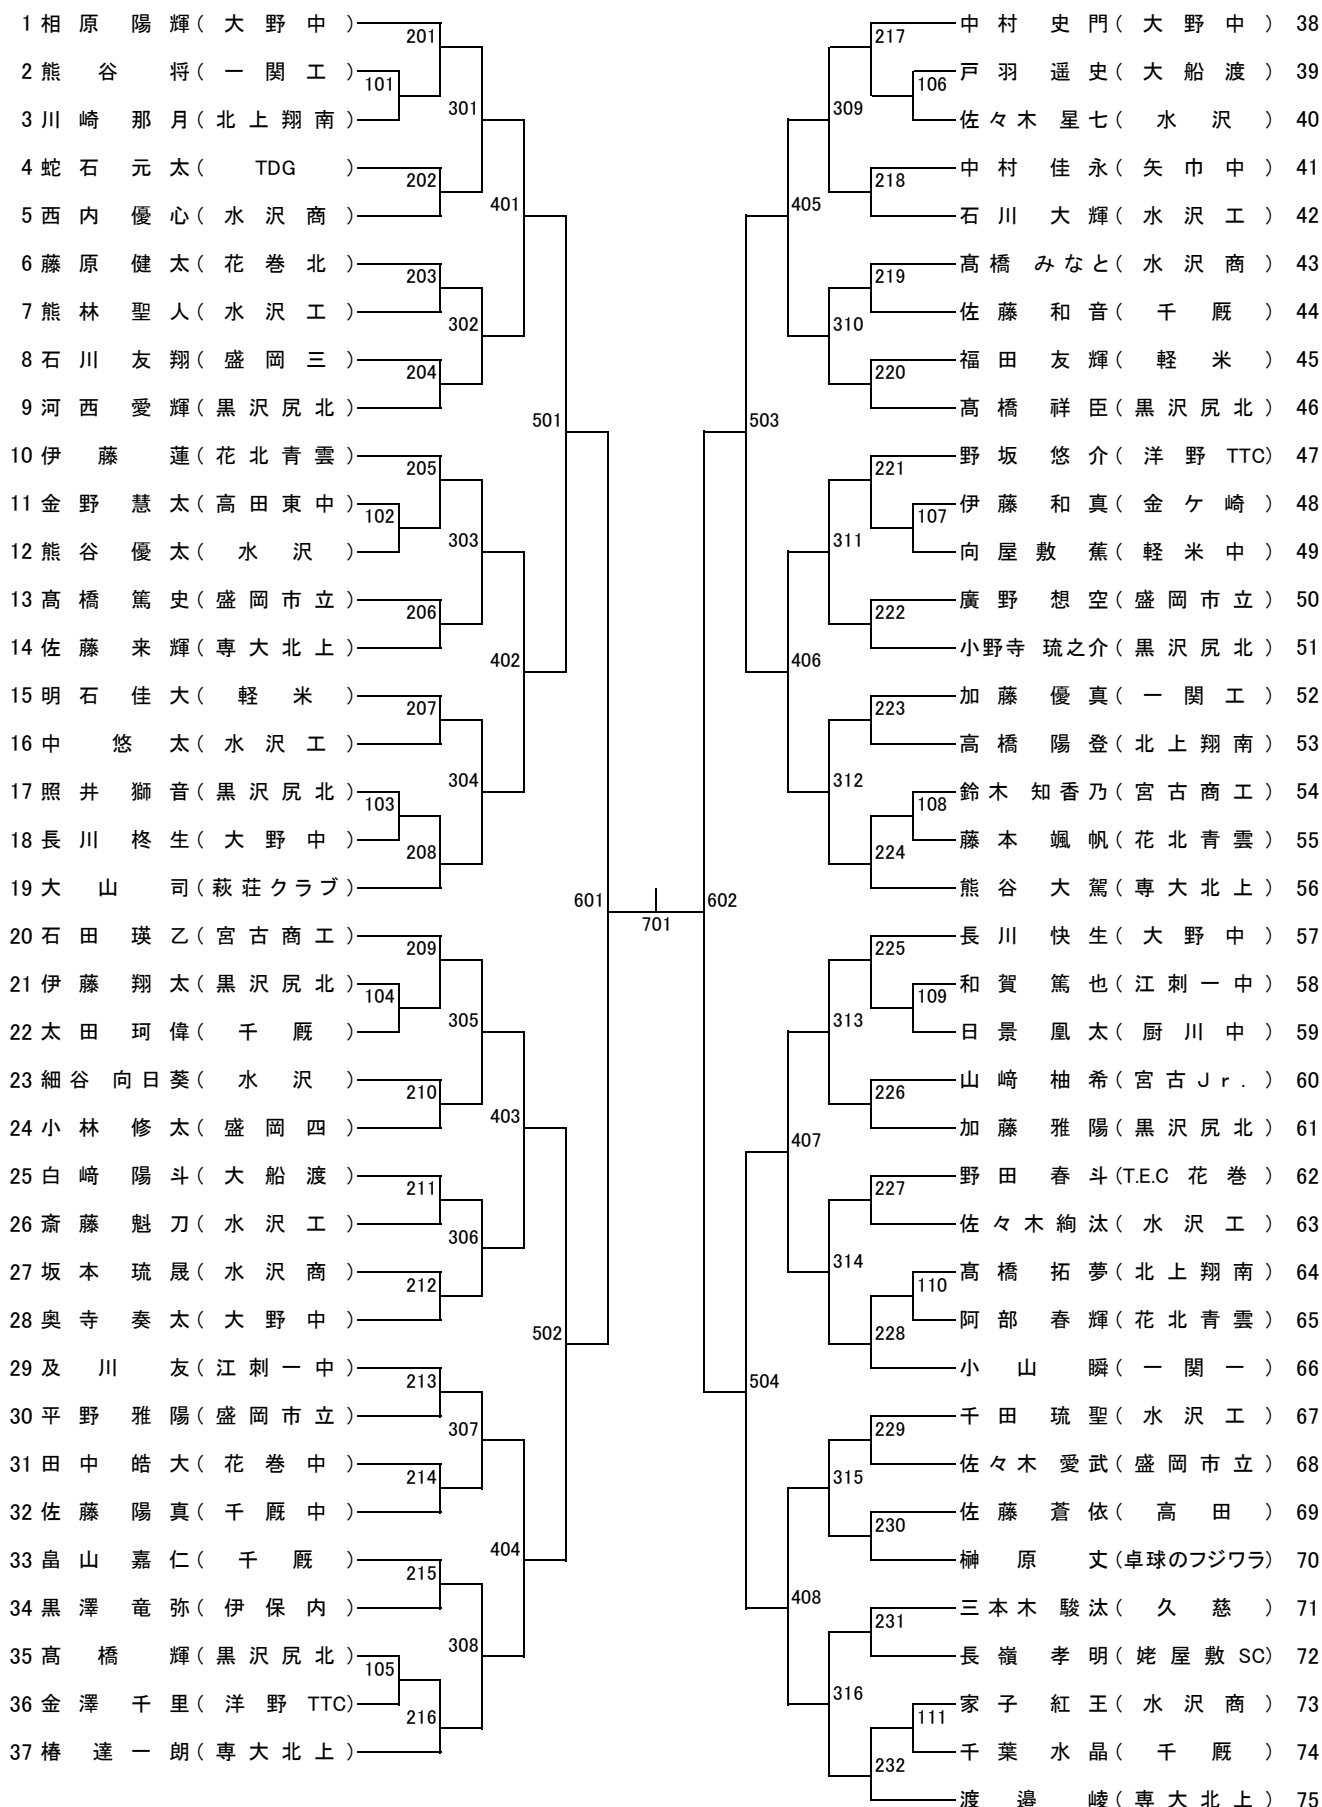 1 相原 陽輝 (大野中)
2 熊谷 将 (一関工)
3 川崎 那月 (北上翔南)
4 蛇石 元太 (TDG)
5 西内 優心 (水沢商)
6 藤原 健太 (花巻北)
7 熊林 聖人 (水沢工)
8 石川 友翔 (盛岡三)
9 河西 愛輝 (黒沢尻北)
10 伊藤 蓮 (花北青雲)
11 金野 慧太 (高田東中)
12 熊谷 優太 (水沢)
13 髙橋 篤史 (盛岡市立)
14 佐藤 来輝 (専大北上)
15 明石 佳大 (軽米)
16 中 悠太 (水沢工)
17 照井 獅音 (黒沢尻北)
18 長川 柊生 (大野中)
19 大山 司 (萩荘クラブ)
20 石田 瑛乙 (宮古商工)
21 伊藤 翔太 (黒沢尻北)
22 太田 珂偉 (千厩)
23 細谷 向日葵 (水沢)
24 小林 修太 (盛岡四)
25 白﨑 陽斗 (大船渡)
26 斎藤 魁刀 (水沢工)
27 坂本 琉晟 (水沢商)
28 奥寺 奏太 (大野中)
29 及川 友 (江刺一中)
30 平野 雅陽 (盛岡市立)
31 田中 皓大 (花巻中)
32 佐藤 陽真 (千厩中)
33 畠山 嘉仁 (千厩)
34 黒澤 竜弥 (伊保内)
35 髙橋 輝 (黒沢尻北)
36 金澤 千里 (洋野 TTC)
37 椿 達一朗 (専大北上)
101
102
103
104
105
201
202
203
204
205
206
207
208
209
210
211
212
213
214
215
216
301
302
303
304
305
306
307
308
401
402
403
404
501
502
601
701
602
503
504
405
406
407
408
309
310
311
312
313
314
315
316
217
218
219
220
221
222
223
224
225
226
227
228
229
230
231
232
106
107
108
109
110
111
中村 史門 (大野中) 38
戸羽 遥史 (大船渡) 39
佐々木 星七 (水沢) 40
中村 佳永 (矢巾中) 41
石川 大輝 (水沢工) 42
髙橋 みなと (水沢商) 43
佐藤 和音 (千厩) 44
福田 友輝 (軽米) 45
髙橋 祥臣 (黒沢尻北) 46
野坂 悠介 (洋野 TTC) 47
伊藤 和真 (金ケ崎) 48
向屋敷 蕉 (軽米中) 49
廣野 想空 (盛岡市立) 50
小野寺 琉之介 (黒沢尻北) 51
加藤 優真 (一関工) 52
高橋 陽登 (北上翔南) 53
鈴木 知香乃 (宮古商工) 54
藤本 颯帆 (花北青雲) 55
熊谷 大駕 (専大北上) 56
長川 快生 (大野中) 57
和賀 篤也 (江刺一中) 58
日景 凰太 (厨川中) 59
山﨑 柚希 (宮古Jr.) 60
加藤 雅陽 (黒沢尻北) 61
野田 春斗 (T.E.C 花巻) 62
佐々木 絢汰 (水沢工) 63
髙橋 拓夢 (北上翔南) 64
阿部 春輝 (花北青雲) 65
小山 瞬 (一関一) 66
千田 琉聖 (水沢工) 67
佐々木 愛武 (盛岡市立) 68
佐藤 蒼依 (高田) 69
榊原 丈 (卓球のフジワラ) 70
三本木 駿汰 (久慈) 71
長嶺 孝明 (姥屋敷 SC) 72
家子 紅王 (水沢商) 73
千葉 水晶 (千厩) 74
渡邉 崚 (専大北上) 75